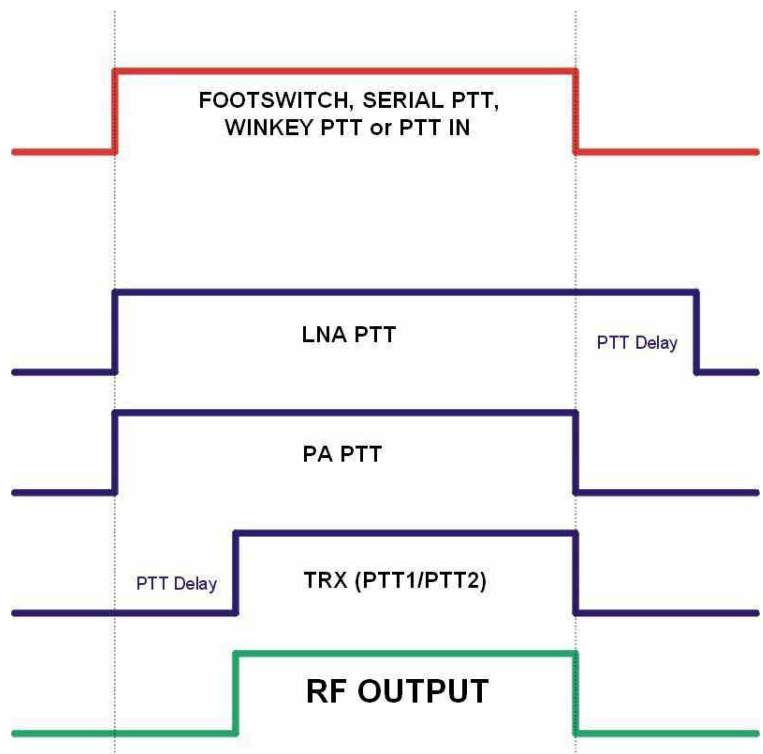 FOOTSWITCH, SERIAL PTT,
WINKEY PTT or PTT IN
LNA PTT
PTT Delay
PA PTT
PTT Delay
TRX (PTT1/PTT2)
RF OUTPUT